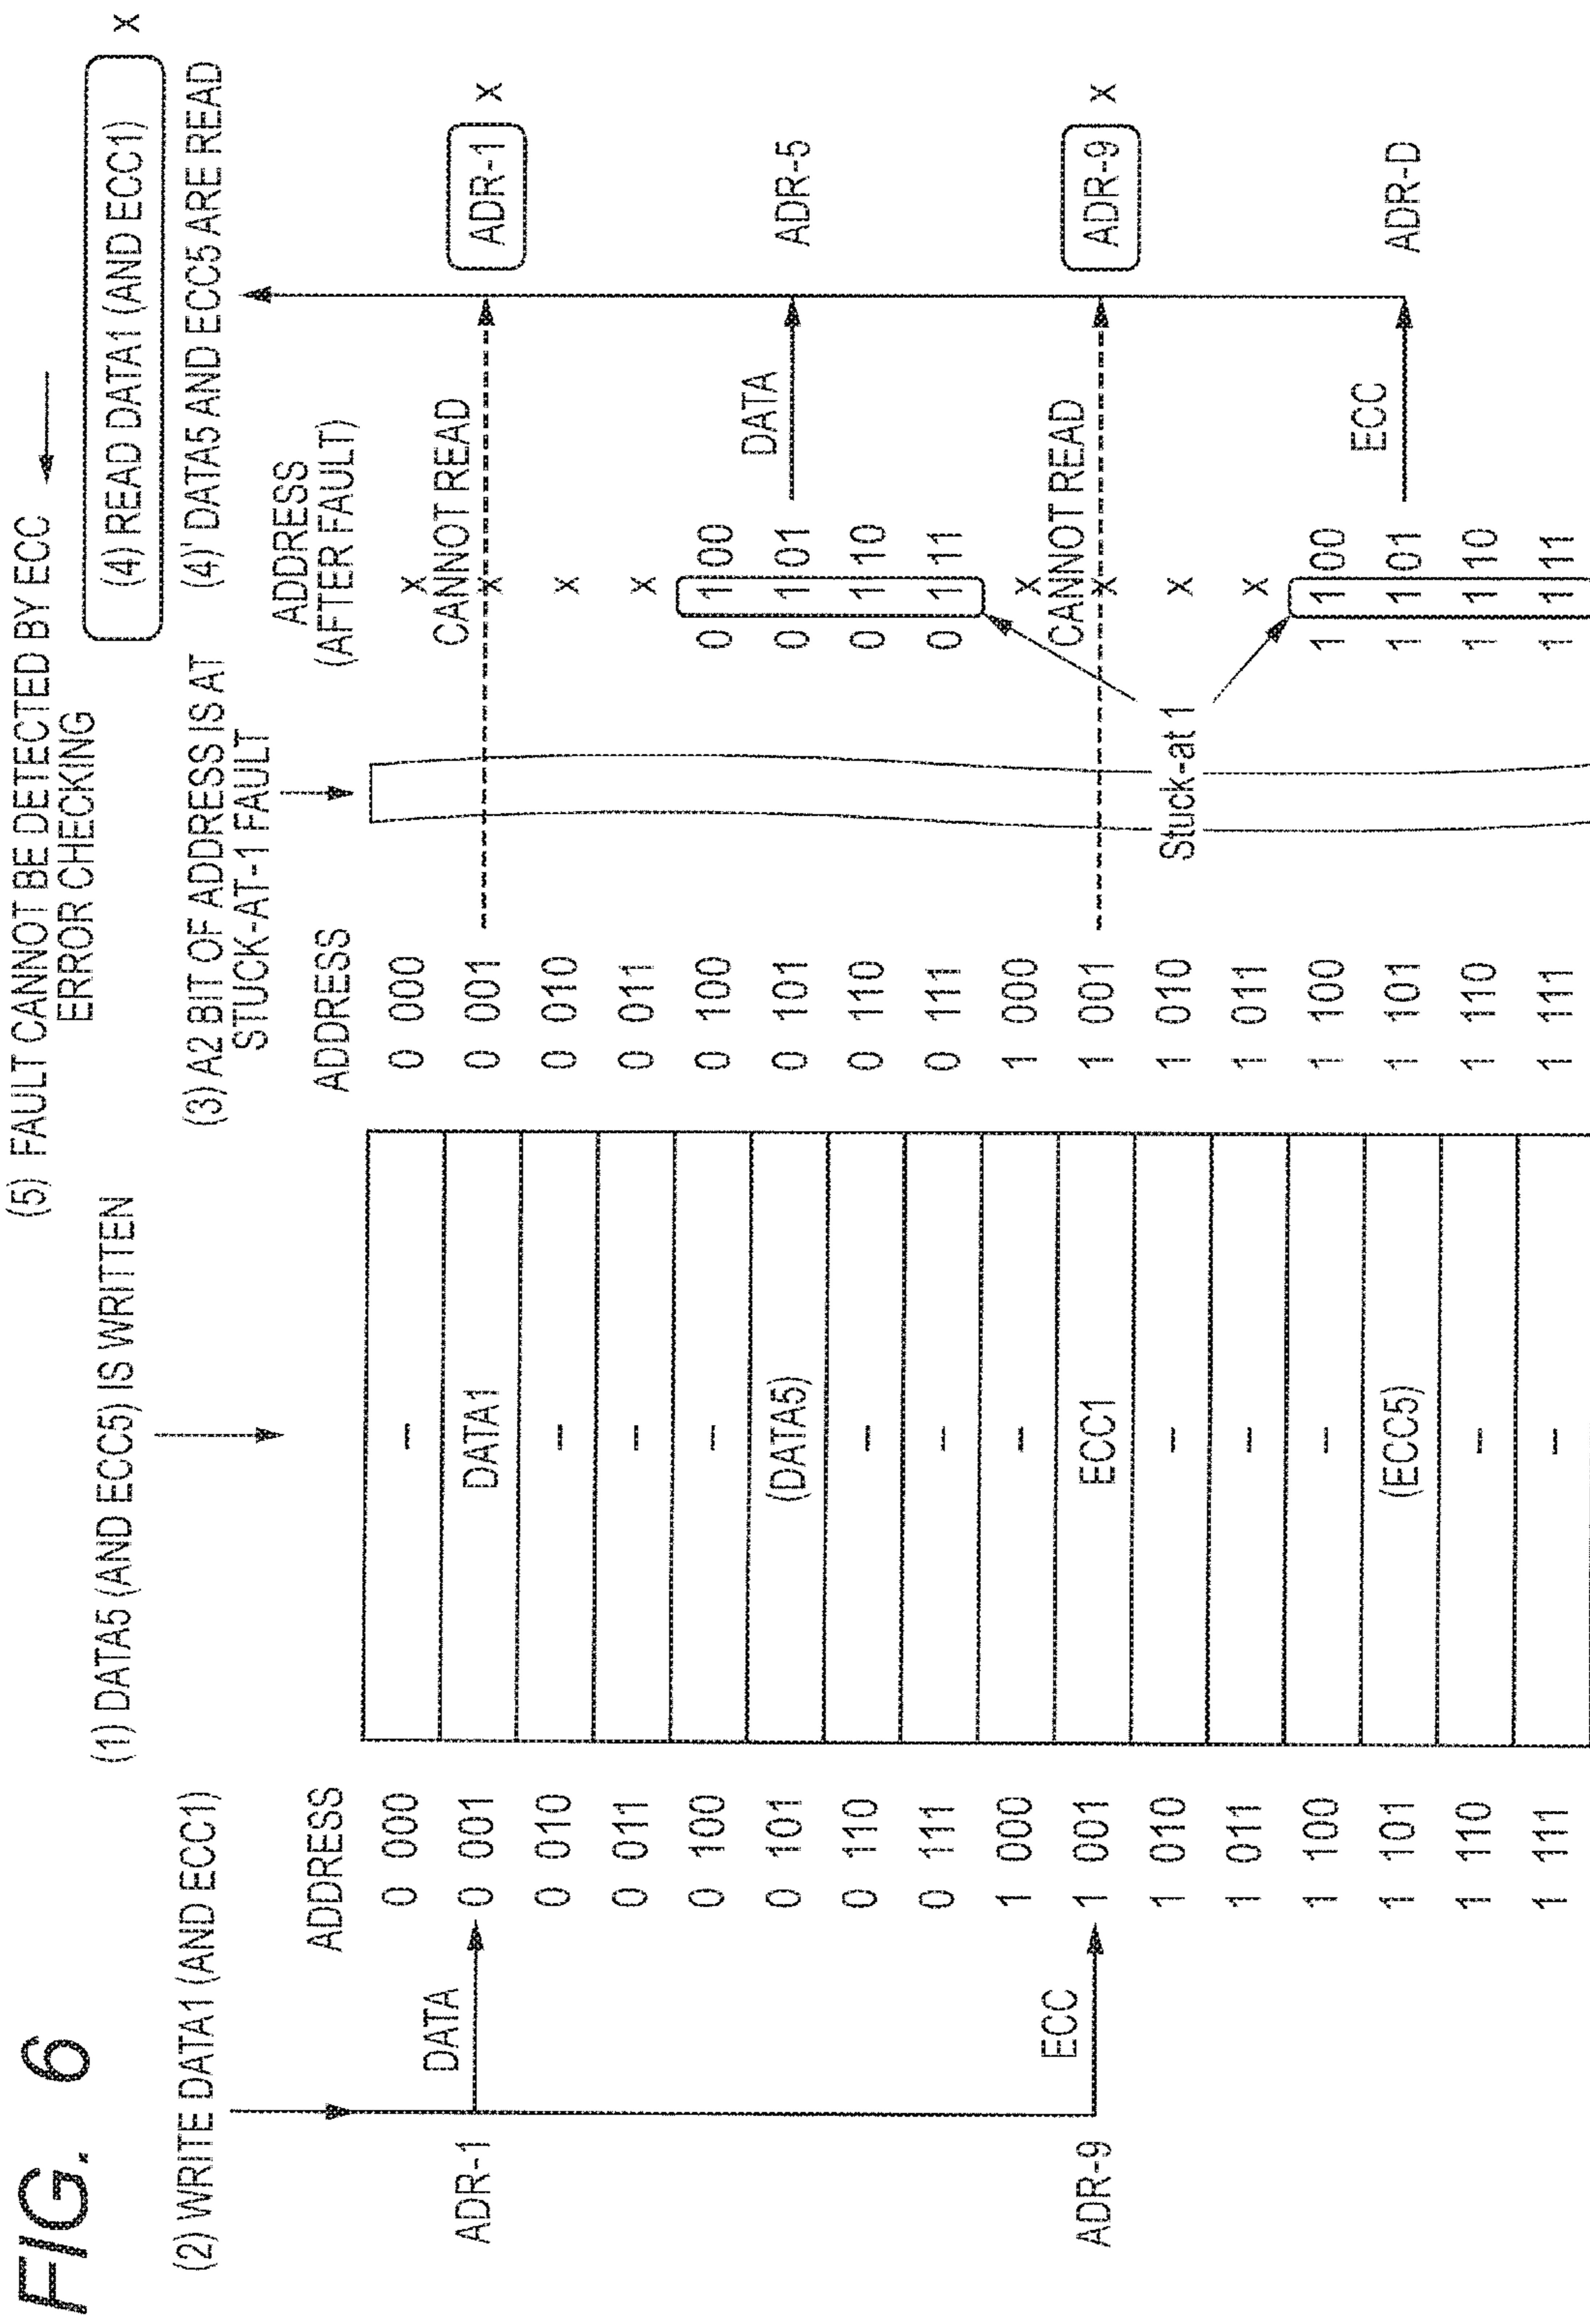 FIG. 6
(5) FAULT CANNOT BE DETECTED BY ECC
ERROR CHECKING
(1) DATA5 (AND ECC5) IS WRITTEN
(4) READ DATA1 (AND ECC1) X
(2) WRITE DATA1 (AND ECC1)
(3) A2 BIT OF ADDRESS IS AT
STUCK-AT-1 FAULT
(4)' DATA5 AND ECC5 ARE READ
ADDRESS
ADDRESS
ADDRESS
(AFTER FAULT)
0 000 - 0 000 X
DATA CANNOT READ
ADR-1 0 001 DATA1 0 001 X ADR-1 X
0 010 - 0 010 X
0 011 - 0 011 X
0 100 - 0 100 0 1 00
DATA
0 101 (DATA5) 0 101 0 1 01 ADR-5
0 110 - 0 110 0 1 10
0 111 - 0 111 0 1 11
1 000 - 1 000 X
ECC CANNOT READ
ADR-9 1 001 ECC1 1 001 X ADR-9 X
1 010 - 1 010 Stuck-at 1 X
1 011 - 1 011 X
1 100 - 1 100 1 1 00
ECC
1 101 (ECC5) 1 101 1 1 01 ADR-D
1 110 - 1 110 1 1 10
1 111 - 1 111 1 1 11